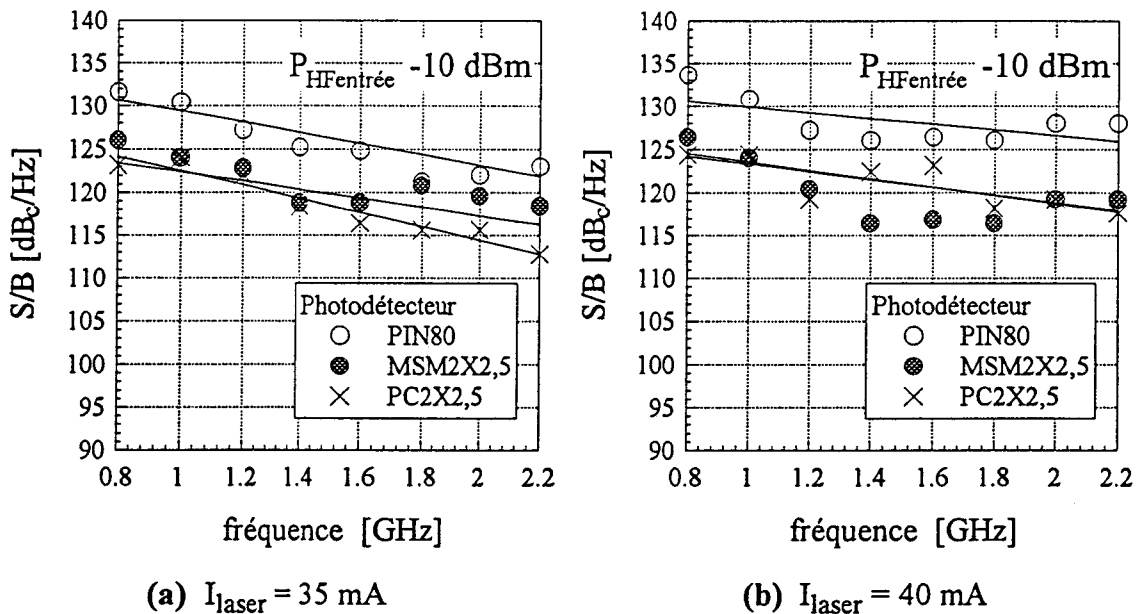 140
135
130
125
120
115
110
105
100
95
90
S/B [dBc/Hz]
P_HFentrée -10 dBm
Photodétecteur
PIN80
MSM2X2,5
PC2X2,5
0.8 1 1.2 1.4 1.6 1.8 2 2.2
fréquence [GHz]
(a) I_laser = 35 mA
140
135
130
125
120
115
110
105
100
95
90
S/B [dBc/Hz]
P_HFentrée -10 dBm
Photodétecteur
PIN80
MSM2X2,5
PC2X2,5
0.8 1 1.2 1.4 1.6 1.8 2 2.2
fréquence [GHz]
(b) I_laser = 40 mA